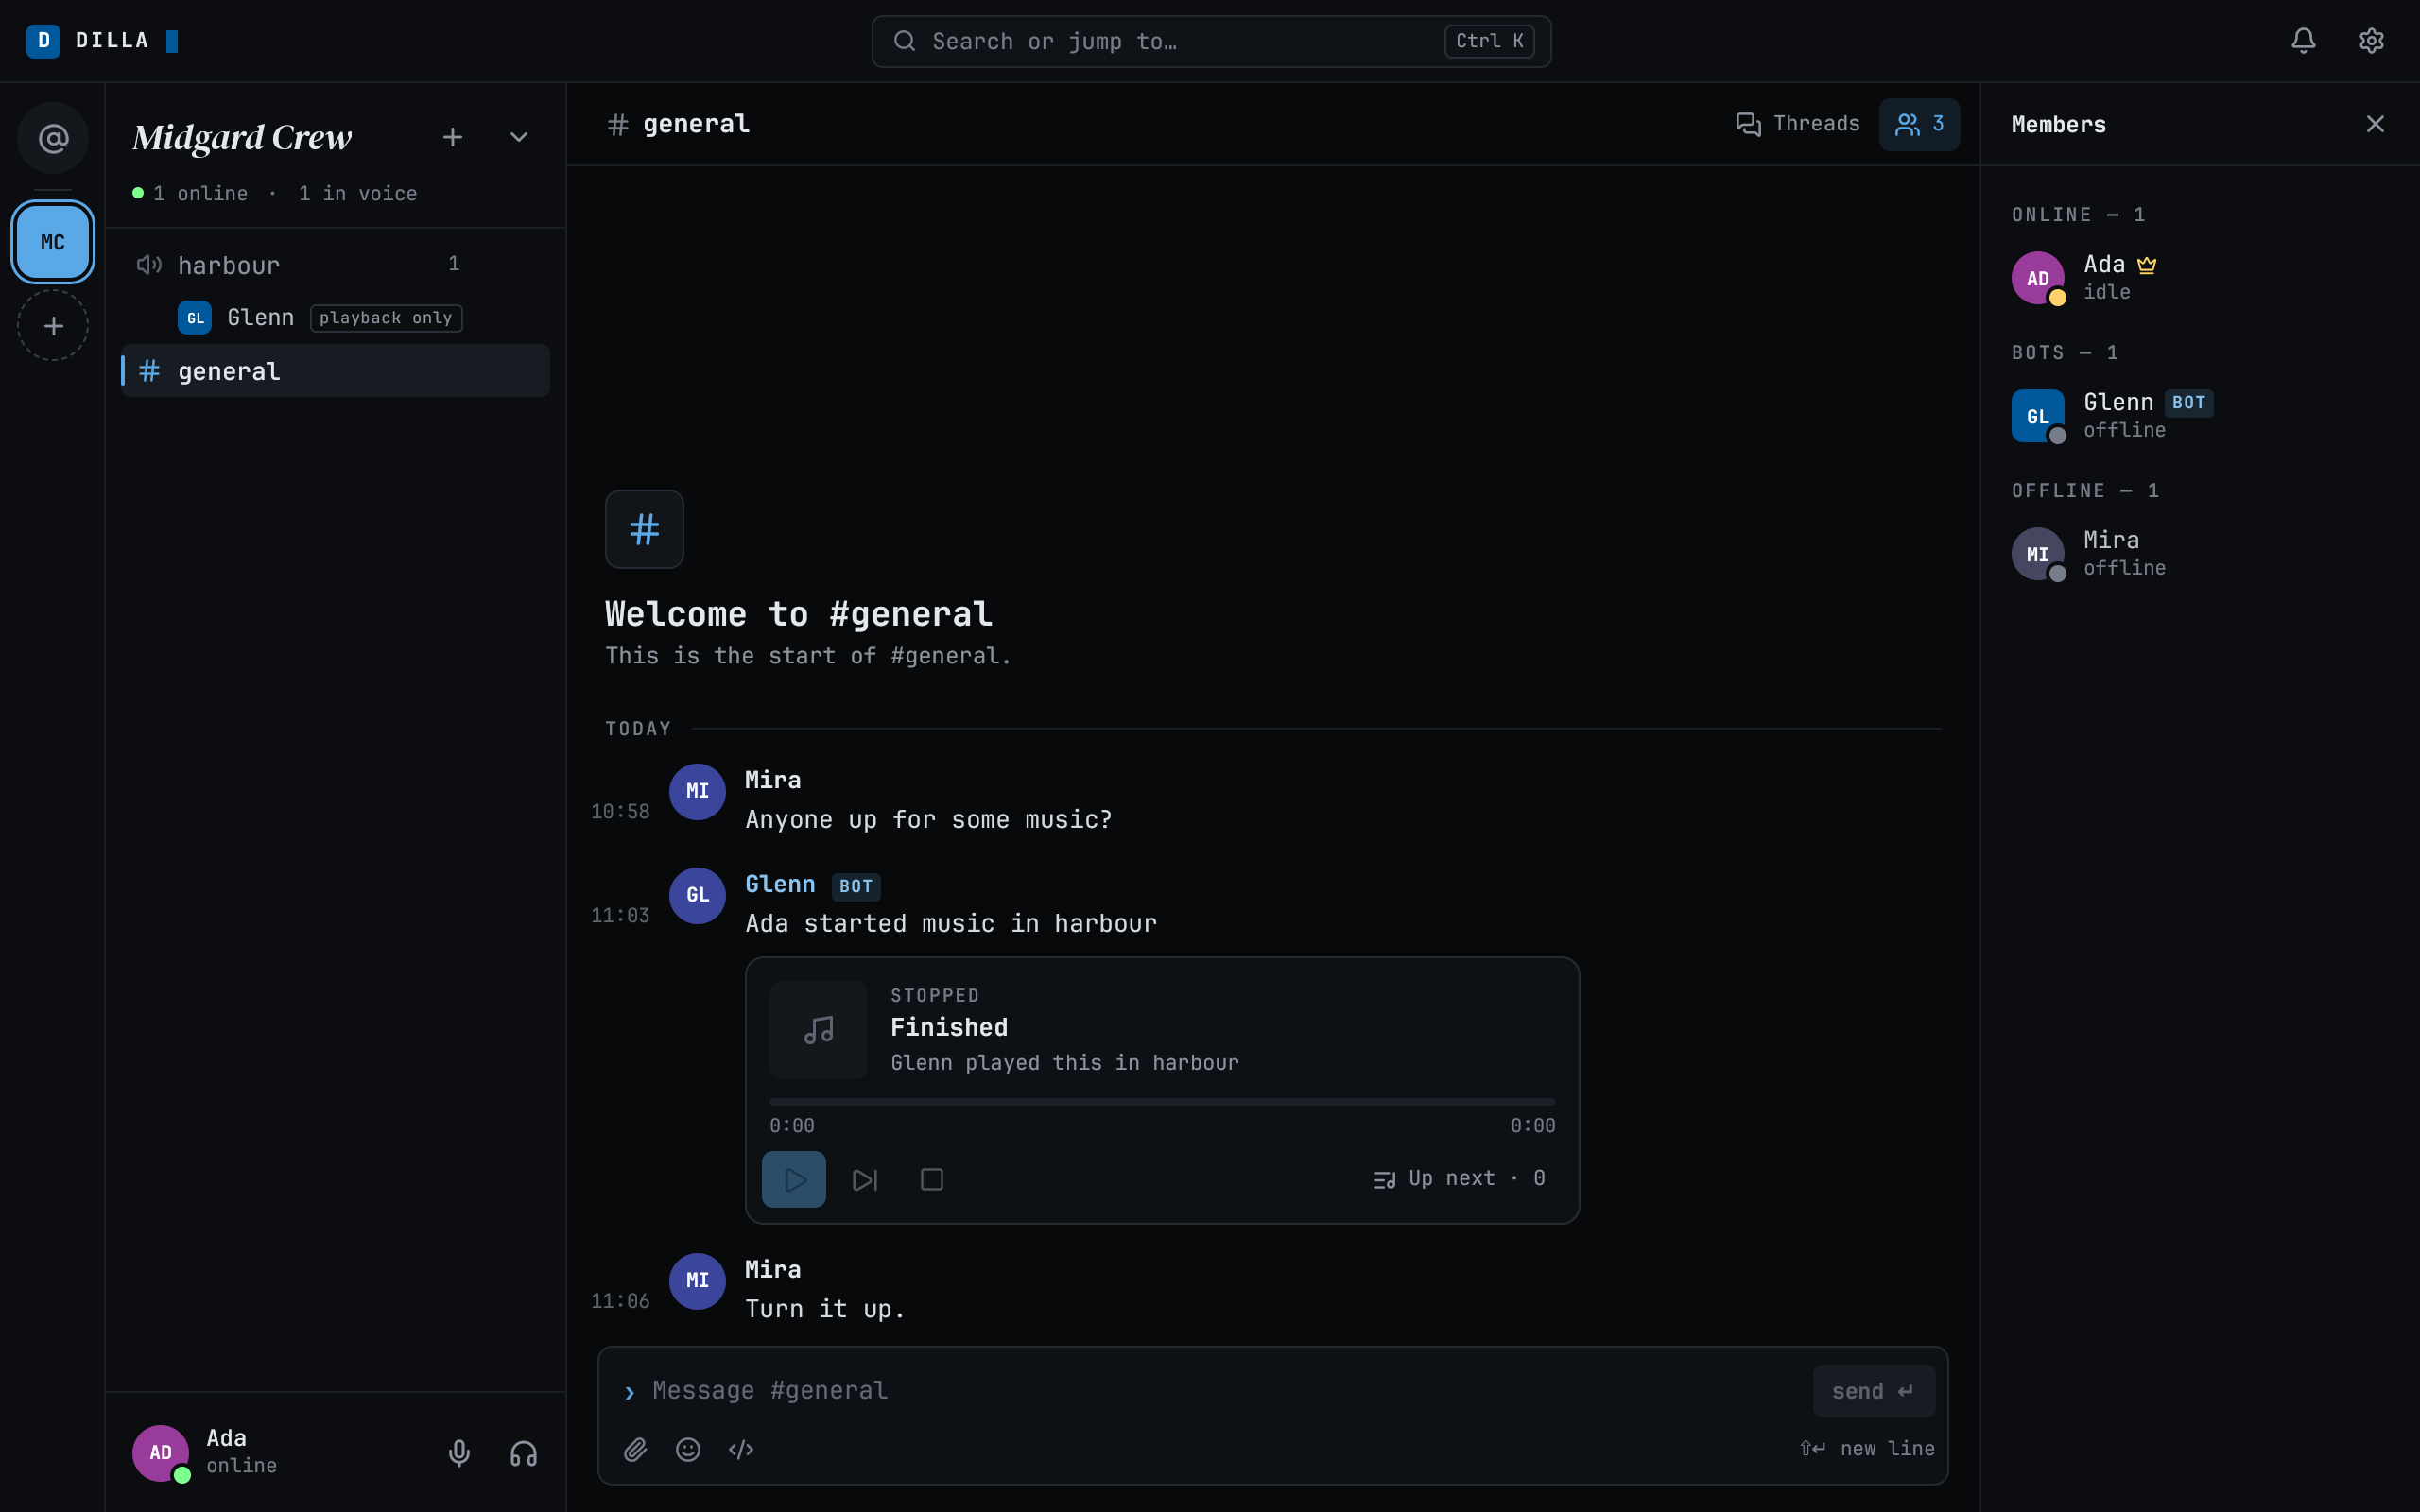 D DILLA
Search or jump to… Ctrl K
MC
Midgard Crew
1 online · 1 in voice
harbour 1
GL Glenn playback only
general
AD Ada
online
# general
Threads 3
Welcome to #general
This is the start of #general.
TODAY
MI Mira
10:58 Anyone up for some music?
GL Glenn BOT
11:03 Ada started music in harbour
STOPPED
Finished
Glenn played this in harbour
0:00 0:00
Up next · 0
MI Mira
11:06 Turn it up.
› Message #general send ↵
⇧↵ new line
Members
ONLINE — 1
AD Ada
idle
BOTS — 1
GL Glenn BOT
offline
OFFLINE — 1
MI Mira
offline